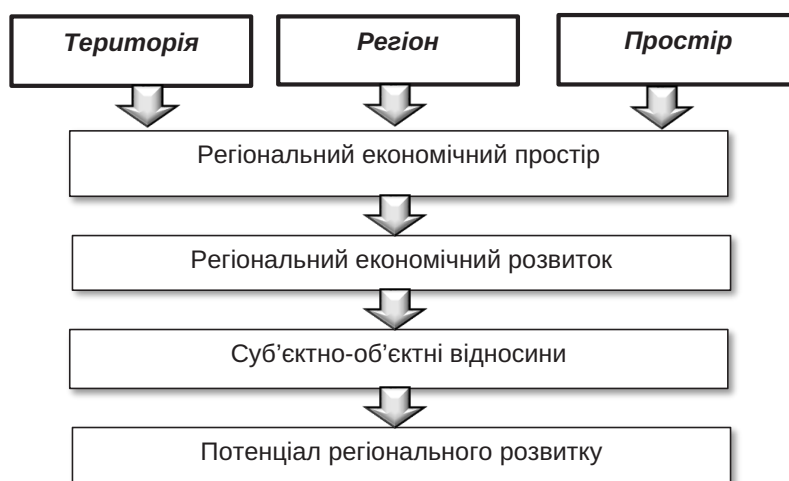 Територія
Регіон
Простір
Регіональний економічний простір
Регіональний економічний розвиток
Суб’єктно-об’єктні відносини
Потенціал регіонального розвитку